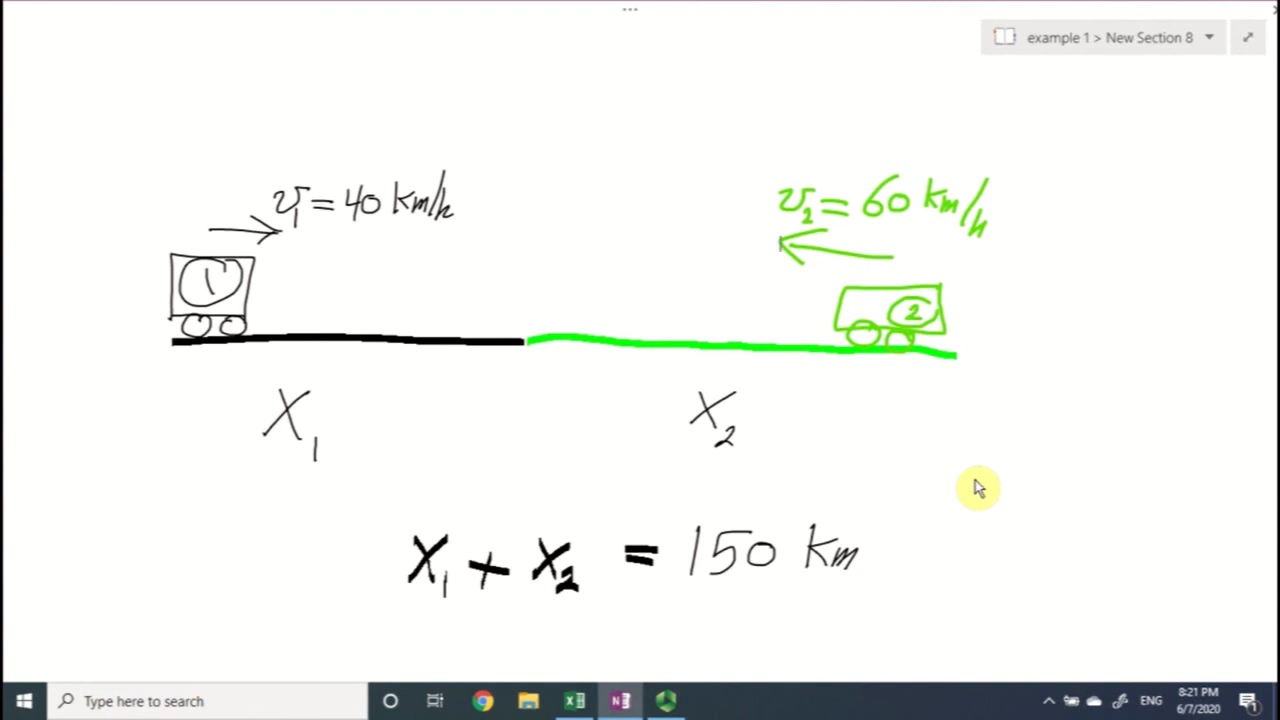 example 1 > New Section 8
v₁ = 40 km/h
v₂ = 60 km/h
1
2
X₁
X₂
X₁ + X₂ = 150 km
Type here to search
ENG
8:21 PM
6/7/2020
1